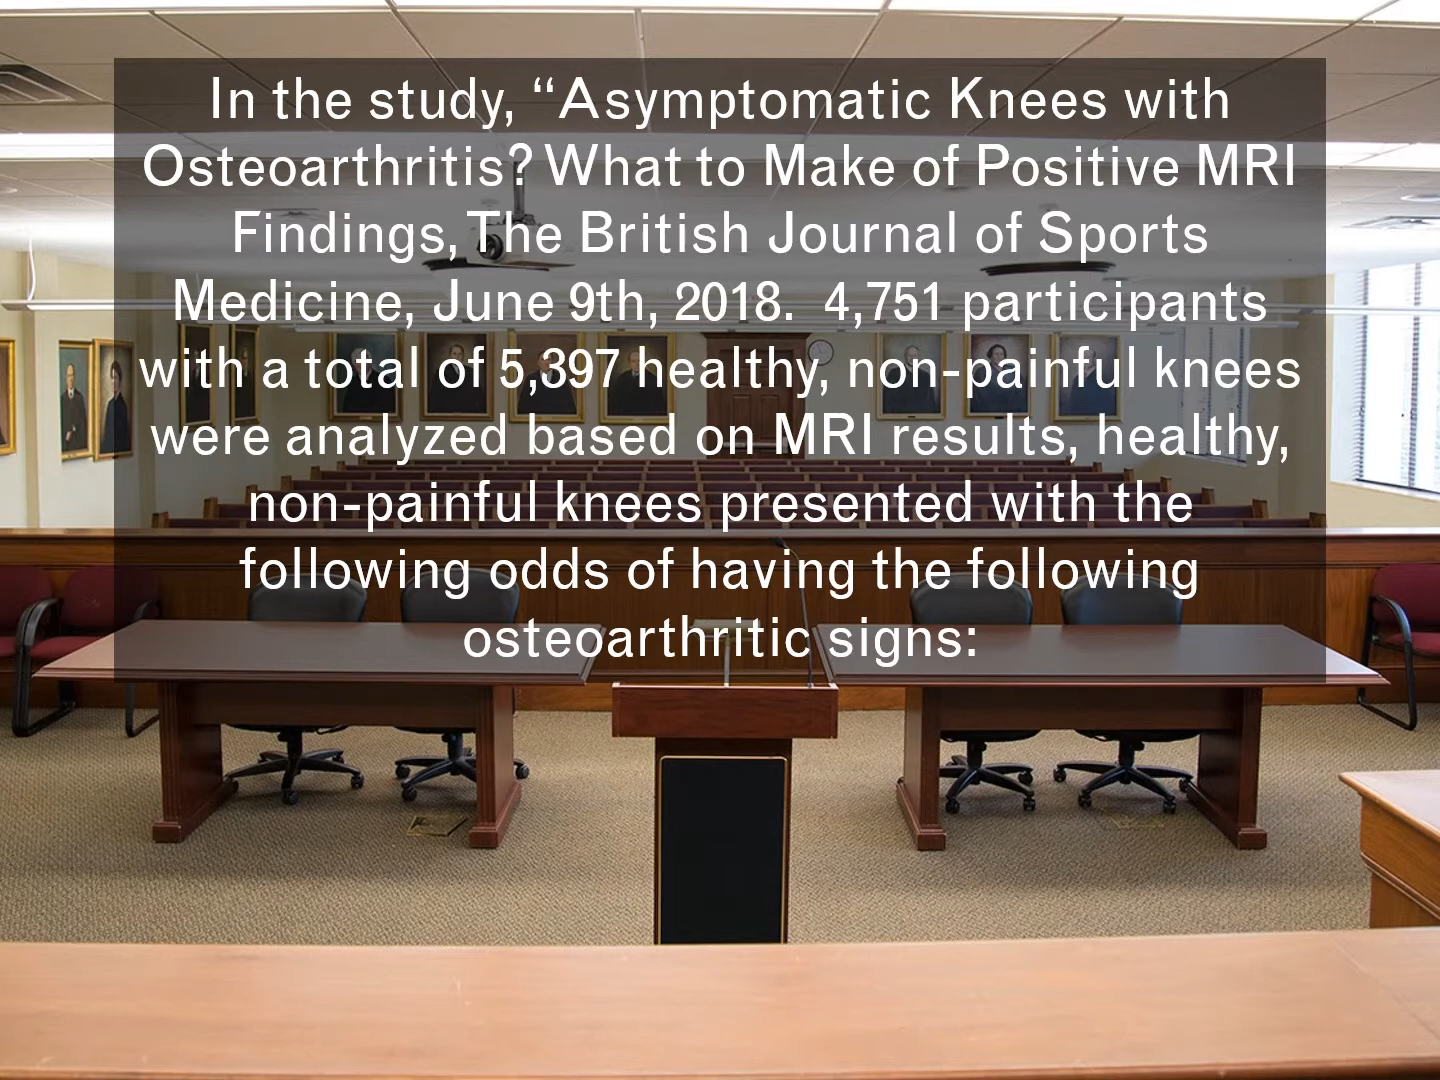 In the study, “Asymptomatic Knees with
Osteoarthritis? What to Make of Positive MRI
Findings, The British Journal of Sports
Medicine, June 9th, 2018.  4,751 participants
with a total of 5,397 healthy, non-painful knees
were analyzed based on MRI results, healthy,
non-painful knees presented with the
following odds of having the following
osteoarthritic signs: